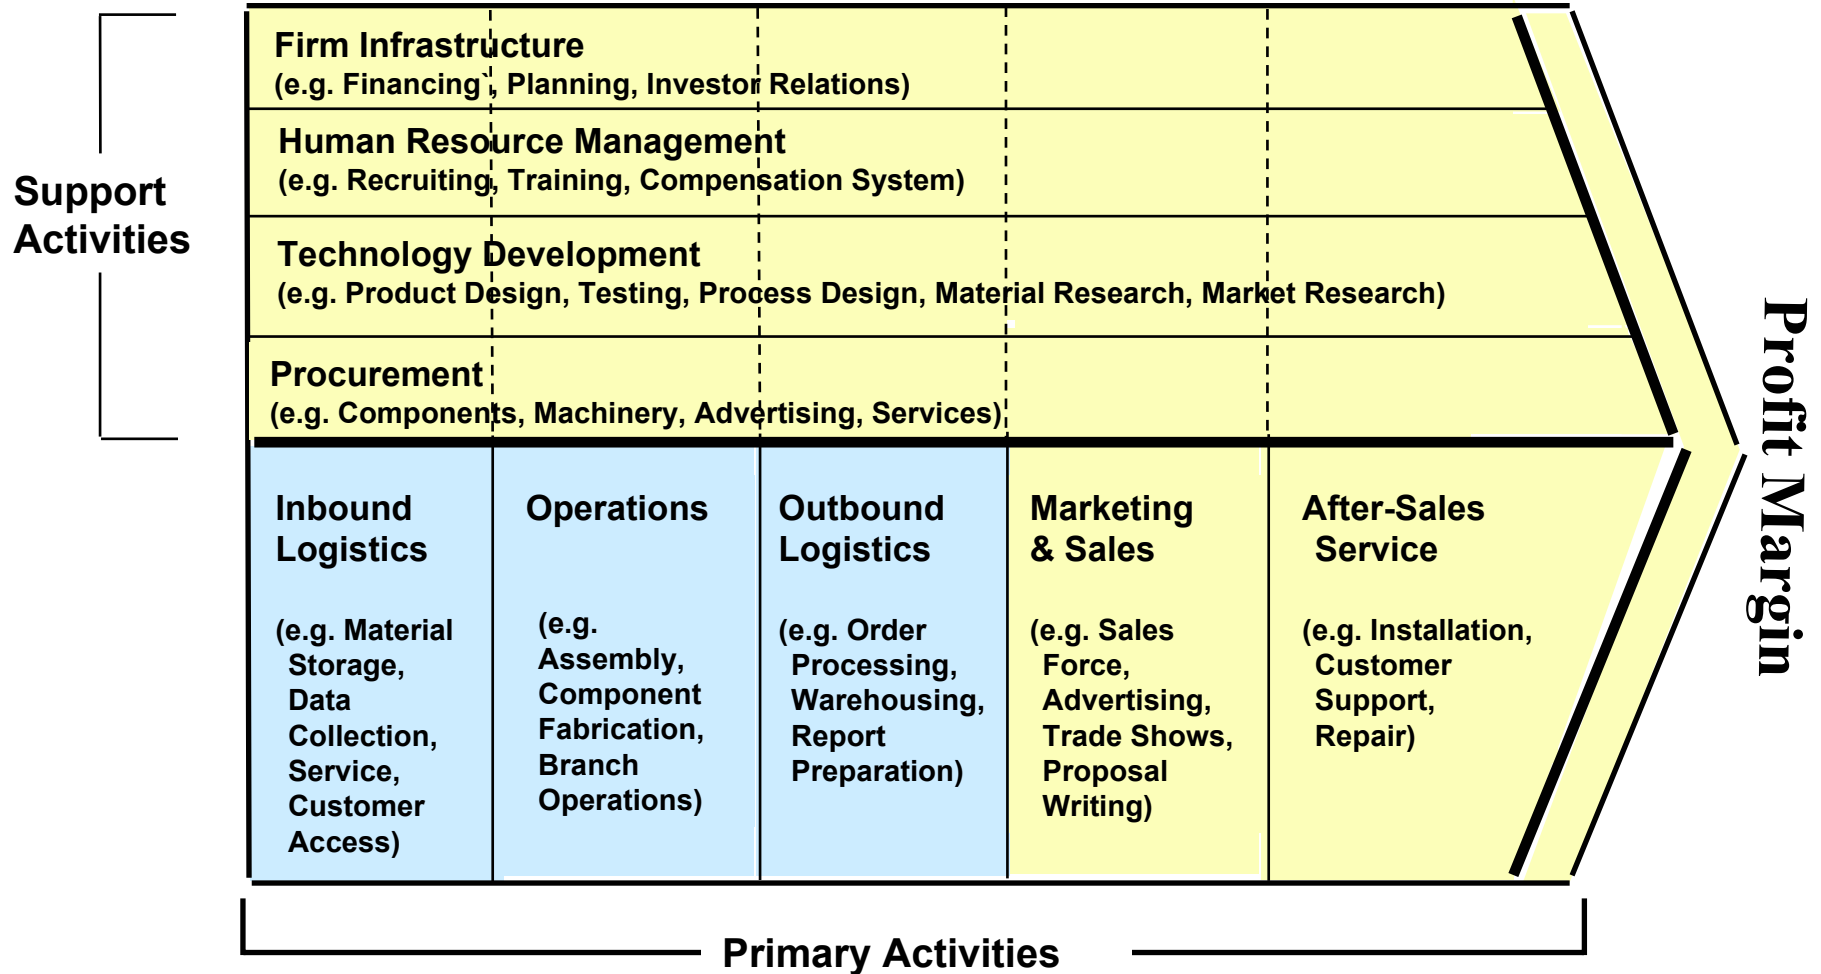 Firm Infrastructure
(e.g. Financing`, Planning, Investor Relations)
Human Resource Management
(e.g. Recruiting, Training, Compensation System)
Support
Activities
Technology Development
(e.g. Product Design, Testing, Process Design, Material Research, Market Research)
Procurement
(e.g. Components, Machinery, Advertising, Services)
Profit Margin
Inbound
Logistics
(e.g. Material
Storage,
Data
Collection,
Service,
Customer
Access)
Operations
(e.g.
Assembly,
Component
Fabrication,
Branch
Operations)
Outbound
Logistics
(e.g. Order
Processing,
Warehousing,
Report
Preparation)
Marketing
& Sales
(e.g. Sales
Force,
Advertising,
Trade Shows,
Proposal
Writing)
After-Sales
Service
(e.g. Installation,
Customer
Support,
Repair)
Primary Activities